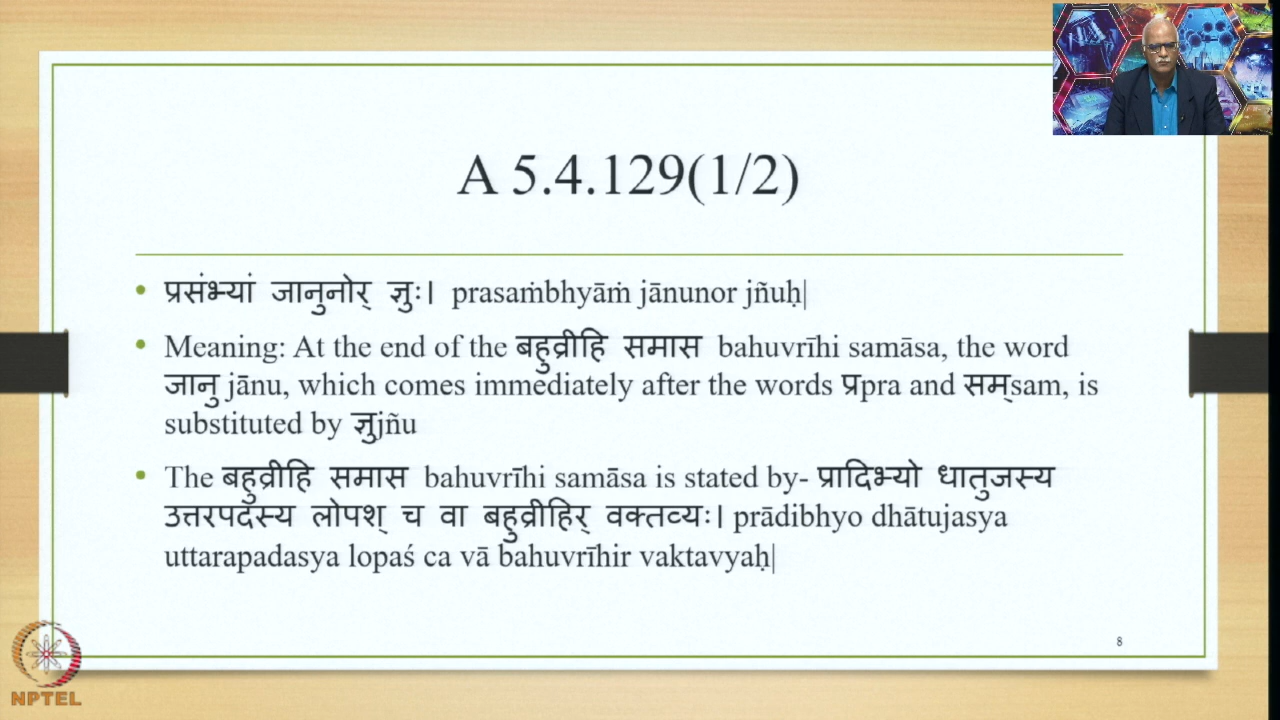 A 5.4.129(1/2)
• प्रसंभ्यां जानुनोर् ज्ञुः। prasaṁbhyāṁ jānunor jñuḥ|
• Meaning: At the end of the बहुव्रीहि समास bahuvrīhi samāsa, the word
जानु jānu, which comes immediately after the words प्रpra and सम्sam, is
substituted by ज्ञुjñu
• The बहुव्रीहि समास bahuvrīhi samāsa is stated by- प्रादिभ्यो धातुजस्य
उत्तरपदस्य लोपश् च वा बहुव्रीहिर् वक्तव्यः। prādibhyo dhātujasya
uttarapadasya lopaś ca vā bahuvrīhir vaktavyaḥ|
8
NPTEL